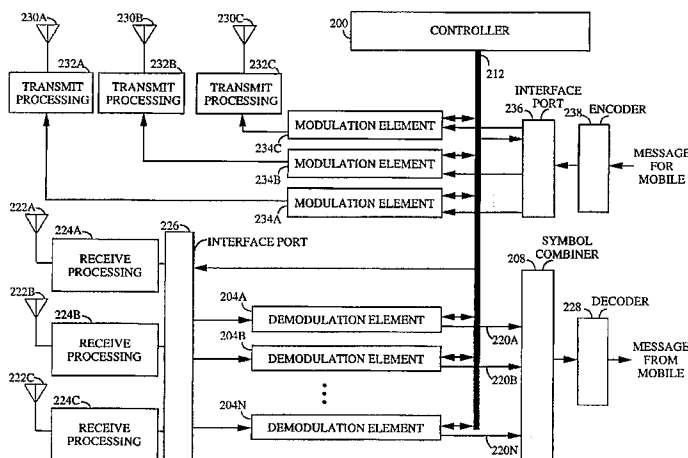 230A
230B
230C
200
CONTROLLER
232A
232B
232C
212
TRANSMIT
PROCESSING
TRANSMIT
PROCESSING
TRANSMIT
PROCESSING
INTERFACE
PORT
236
238
ENCODER
MODULATION ELEMENT
234C
MESSAGE
FOR
MOBILE
MODULATION ELEMENT
234B
MODULATION ELEMENT
234A
222A
224A
226
INTERFACE PORT
RECEIVE
PROCESSING
SYMBOL
COMBINER
208
204A
DEMODULATION ELEMENT
220A
228
DECODER
222B
224B
RECEIVE
PROCESSING
204B
DEMODULATION ELEMENT
220B
MESSAGE
FROM
MOBILE
222C
224C
RECEIVE
PROCESSING
204N
DEMODULATION ELEMENT
220N